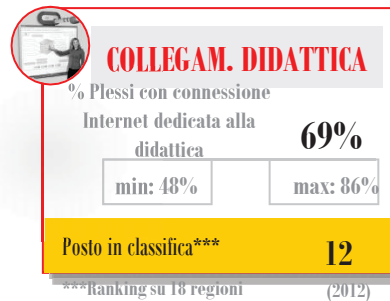 COLLEGAM. DIDATTICA
% Plessi con connessione
Internet dedicata alla
didattica
69%
min: 48% max: 86%
Posto in classifica*** 12
***Ranking su 18 regioni (2012)